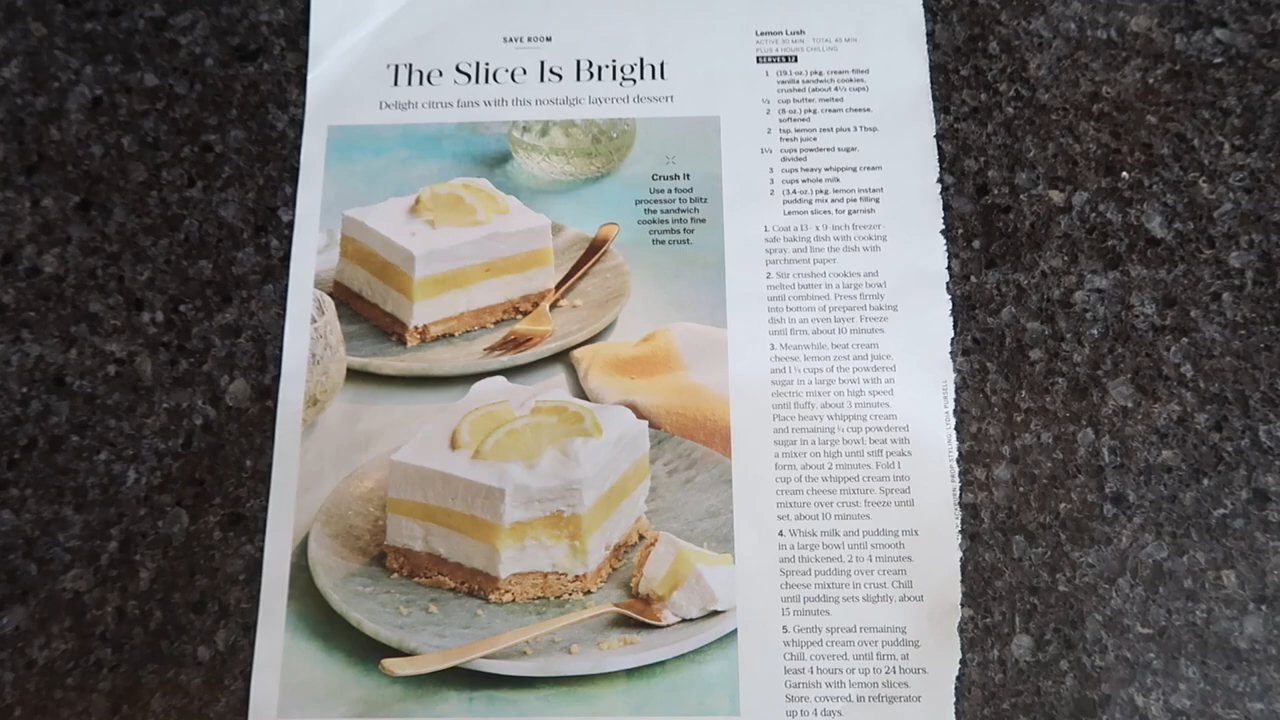 SAVE ROOM
The Slice Is Bright
Delight citrus fans with this nostalgic layered dessert
Crush It
Use a food
processor to blitz
the sandwich
cookies into fine
crumbs for
the crust.
Lemon Lush
ACTIVE 30 MIN. - TOTAL 45 MIN.
PLUS 4 HOURS CHILLING
SERVES 12
1 (19.1-oz.) pkg. cream-filled
vanilla sandwich cookies,
crushed (about 4½ cups)
½ cup butter, melted
2 (8-oz.) pkg. cream cheese,
softened
2 tsp. lemon zest plus 3 Tbsp.
fresh juice
1½ cups powdered sugar,
divided
3 cups heavy whipping cream
3 cups whole milk
2 (3.4-oz.) pkg. lemon instant
pudding mix and pie filling
Lemon slices, for garnish
1. Coat a 13- x 9-inch freezer-
safe baking dish with cooking
spray, and line the dish with
parchment paper.
2. Stir crushed cookies and
melted butter in a large bowl
until combined. Press firmly
into bottom of prepared baking
dish in an even layer. Freeze
until firm, about 10 minutes.
3. Meanwhile, beat cream
cheese, lemon zest and juice,
and 1 ¼ cups of the powdered
sugar in a large bowl with an
electric mixer on high speed
until fluffy, about 3 minutes.
Place heavy whipping cream
and remaining ¼ cup powdered
sugar in a large bowl; beat with
a mixer on high until stiff peaks
form, about 2 minutes. Fold 1
cup of the whipped cream into
cream cheese mixture. Spread
mixture over crust; freeze until
set, about 10 minutes.
4. Whisk milk and pudding mix
in a large bowl until smooth
and thickened, 2 to 4 minutes.
Spread pudding over cream
cheese mixture in crust. Chill
until pudding sets slightly, about
15 minutes.
5. Gently spread remaining
whipped cream over pudding.
Chill, covered, until firm, at
least 4 hours or up to 24 hours.
Garnish with lemon slices.
Store, covered, in refrigerator
up to 4 days.
PROP STYLING: LYDIA PURSELL